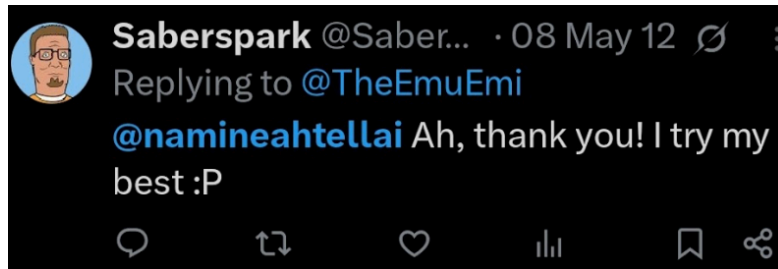 Saberspark @Saber... · 08 May 12
Replying to @TheEmuEmi
@namineahtellai Ah, thank you! I try my
best :P